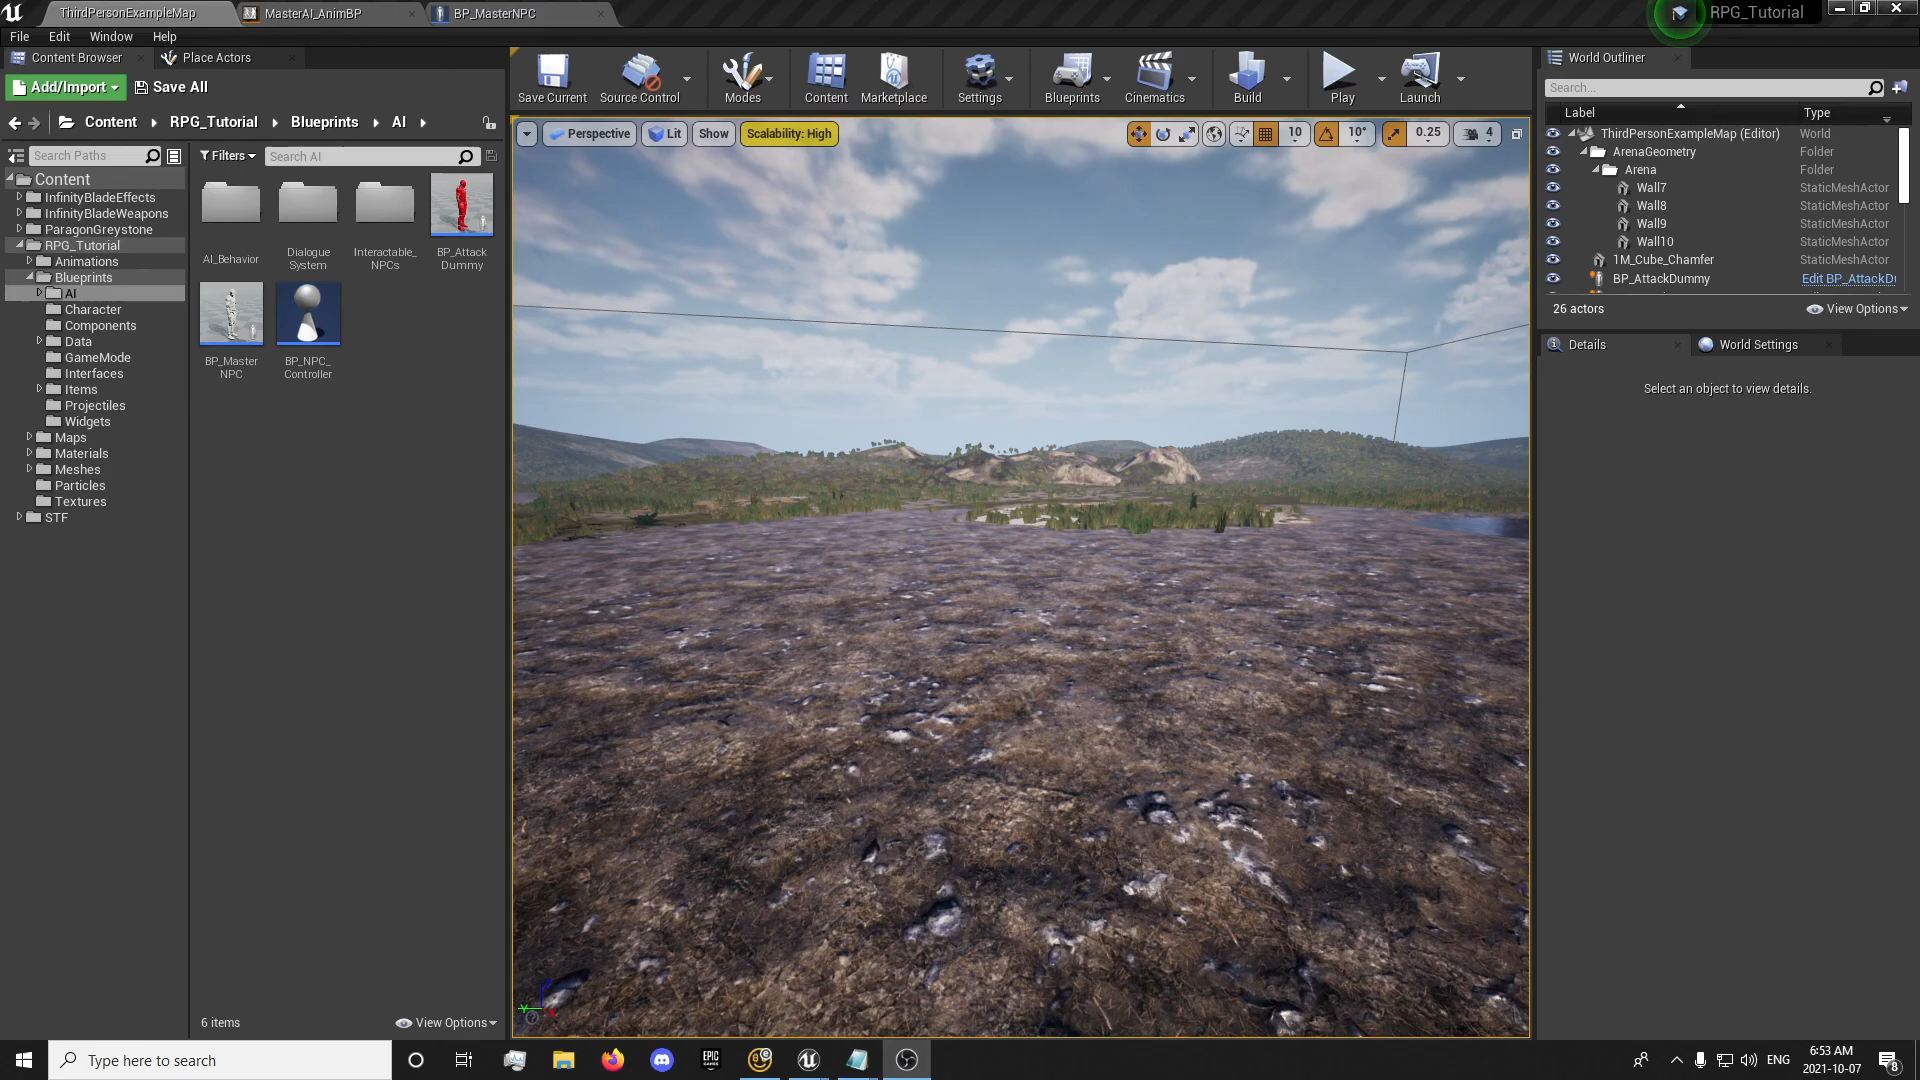 ThirdPersonExampleMap
MasterAI_AnimBP
BP_MasterNPC
RPG_Tutorial
File Edit Window Help
Content Browser
Place Actors
Add/Import
Save All
Content RPG_Tutorial Blueprints AI
Search Paths
Filters
Search AI
Content
InfinityBladeEffects
InfinityBladeWeapons
ParagonGreystone
RPG_Tutorial
Animations
Blueprints
AI
Character
Components
Data
GameMode
Interfaces
Items
Projectiles
Widgets
Maps
Materials
Meshes
Particles
Textures
STF
AI_Behavior
Dialogue
System
Interactable_
NPCs
BP_Attack
Dummy
BP_Master
NPC
BP_NPC_
Controller
6 items
View Options
Save Current
Source Control
Modes
Content
Marketplace
Settings
Blueprints
Cinematics
Build
Play
Launch
Perspective
Lit
Show
Scalability: High
10
10°
0.25
4
World Outliner
Search...
Label Type
ThirdPersonExampleMap (Editor) World
ArenaGeometry Folder
Arena Folder
Wall7 StaticMeshActor
Wall8 StaticMeshActor
Wall9 StaticMeshActor
Wall10 StaticMeshActor
1M_Cube_Chamfer StaticMeshActor
BP_AttackDummy Edit BP_AttackD
26 actors
View Options
Details
World Settings
Select an object to view details.
Type here to search
EPIC
GAMES
ENG
6:53 AM
2021-10-07
8